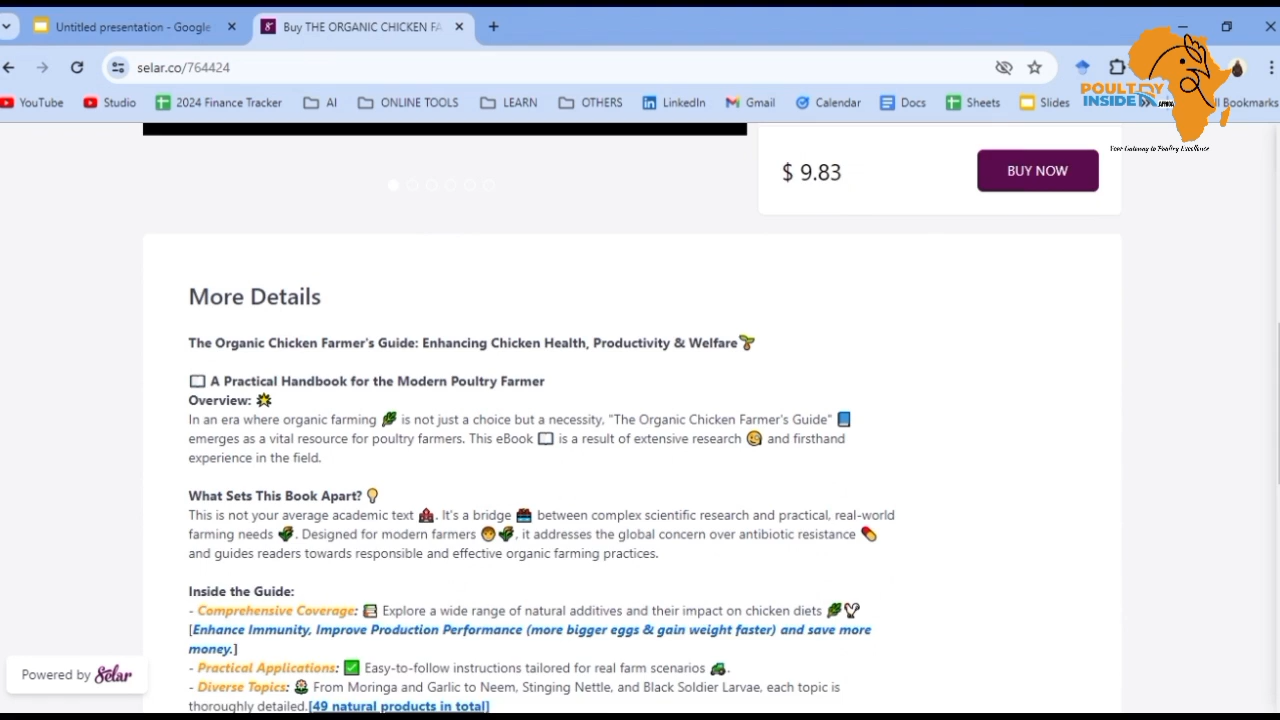 Untitled presentation - Google
Buy THE ORGANIC CHICKEN FA
selar.co/764424
YouTube
Studio
2024 Finance Tracker
AI
ONLINE TOOLS
LEARN
OTHERS
LinkedIn
Gmail
Calendar
Docs
Sheets
Slides
ll Bookmarks
POULTRY
INSIDER
AFRICA
Your Gateway to Poultry Excellence
$ 9.83
BUY NOW
More Details
The Organic Chicken Farmer's Guide: Enhancing Chicken Health, Productivity & Welfare🌱
📖 A Practical Handbook for the Modern Poultry Farmer
Overview: 🌟
In an era where organic farming 🌿 is not just a choice but a necessity, "The Organic Chicken Farmer's Guide" 📘
emerges as a vital resource for poultry farmers. This eBook 📖 is a result of extensive research 🧐 and firsthand
experience in the field.
What Sets This Book Apart? 💡
This is not your average academic text 🏫. It's a bridge 🌉 between complex scientific research and practical, real-world
farming needs 🌾. Designed for modern farmers 👨‍🌾, it addresses the global concern over antibiotic resistance 💊
and guides readers towards responsible and effective organic farming practices.
Inside the Guide:
- Comprehensive Coverage: 📚 Explore a wide range of natural additives and their impact on chicken diets 🌿🐓
[Enhance Immunity, Improve Production Performance (more bigger eggs & gain weight faster) and save more
money.]
- Practical Applications: ✅ Easy-to-follow instructions tailored for real farm scenarios 🚜.
- Diverse Topics: 🌼 From Moringa and Garlic to Neem, Stinging Nettle, and Black Soldier Larvae, each topic is
thoroughly detailed.[49 natural products in total]
Powered by Selar